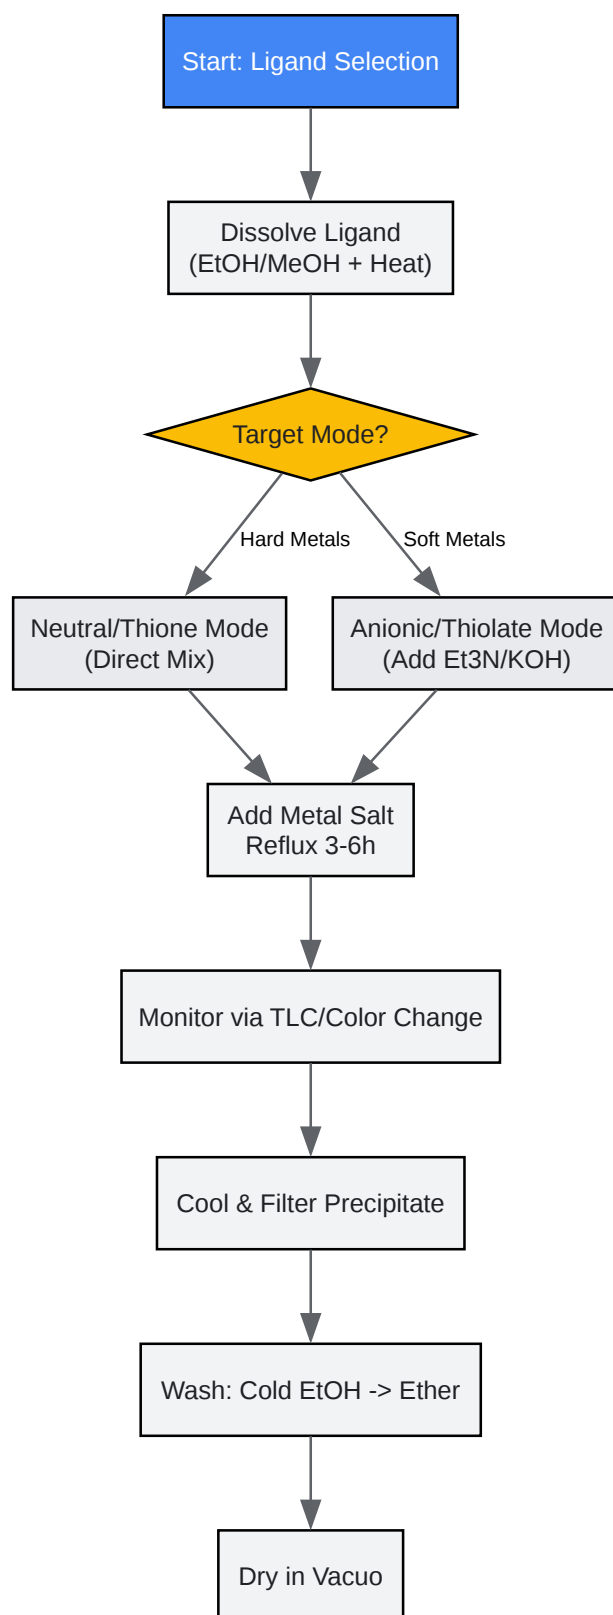 Start: Ligand Selection
Dissolve Ligand
(EtOH/MeOH + Heat)
Target Mode?
Hard Metals
Soft Metals
Neutral/Thione Mode
(Direct Mix)
Anionic/Thiolate Mode
(Add Et3N/KOH)
Add Metal Salt
Reflux 3-6h
Monitor via TLC/Color Change
Cool & Filter Precipitate
Wash: Cold EtOH -> Ether
Dry in Vacuo